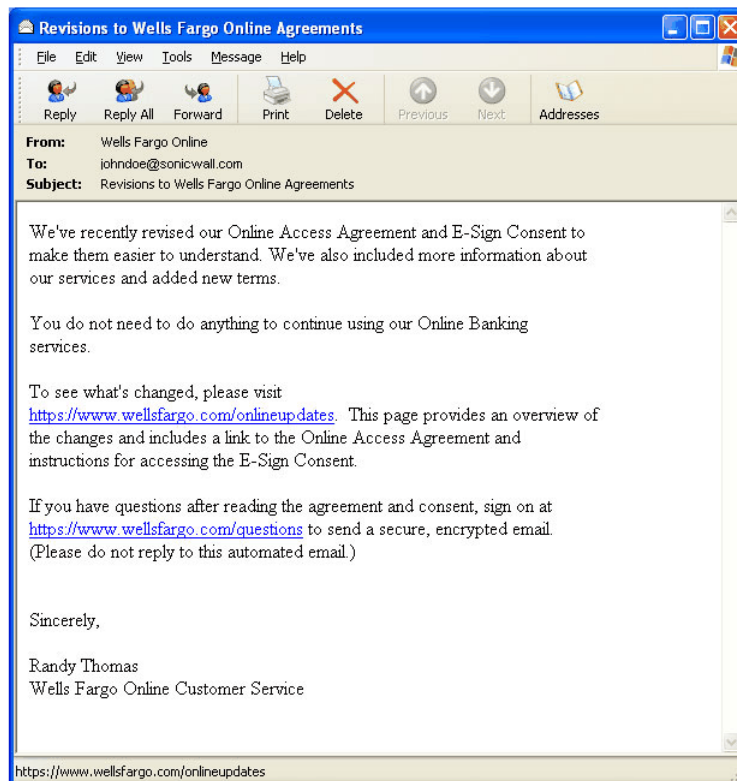 Revisions to Wells Fargo Online Agreements
File Edit View Tools Message Help
Reply Reply All Forward Print Delete Previous Next Addresses
From: Wells Fargo Online
To: johndoe@sonicwall.com
Subject: Revisions to Wells Fargo Online Agreements
We've recently revised our Online Access Agreement and E-Sign Consent to
make them easier to understand. We've also included more information about
our services and added new terms.
You do not need to do anything to continue using our Online Banking
services.
To see what's changed, please visit
https://www.wellsfargo.com/onlineupdates. This page provides an overview of
the changes and includes a link to the Online Access Agreement and
instructions for accessing the E-Sign Consent.
If you have questions after reading the agreement and consent, sign on at
https://www.wellsfargo.com/questions to send a secure, encrypted email.
(Please do not reply to this automated email.)
Sincerely,
Randy Thomas
Wells Fargo Online Customer Service
https://www.wellsfargo.com/onlineupdates